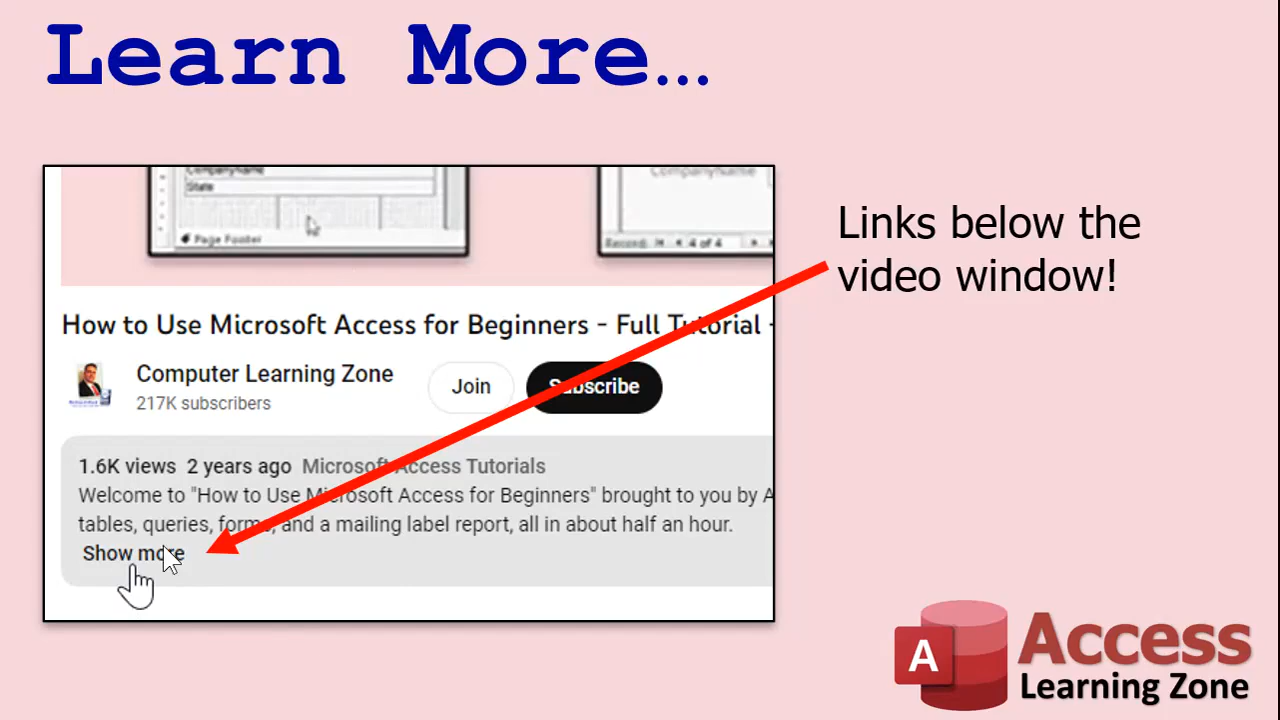 Learn More...
CompanyName
State
CompanyName
Page Footer
Record: 4 of 4
Links below the
video window!
How to Use Microsoft Access for Beginners - Full Tutorial -
Computer Learning Zone
217K subscribers
Join
Subscribe
1.6K views 2 years ago Microsoft Access Tutorials
Welcome to "How to Use Microsoft Access for Beginners" brought to you by A
tables, queries, forms, and a mailing label report, all in about half an hour.
Show more
A
Access
Learning Zone